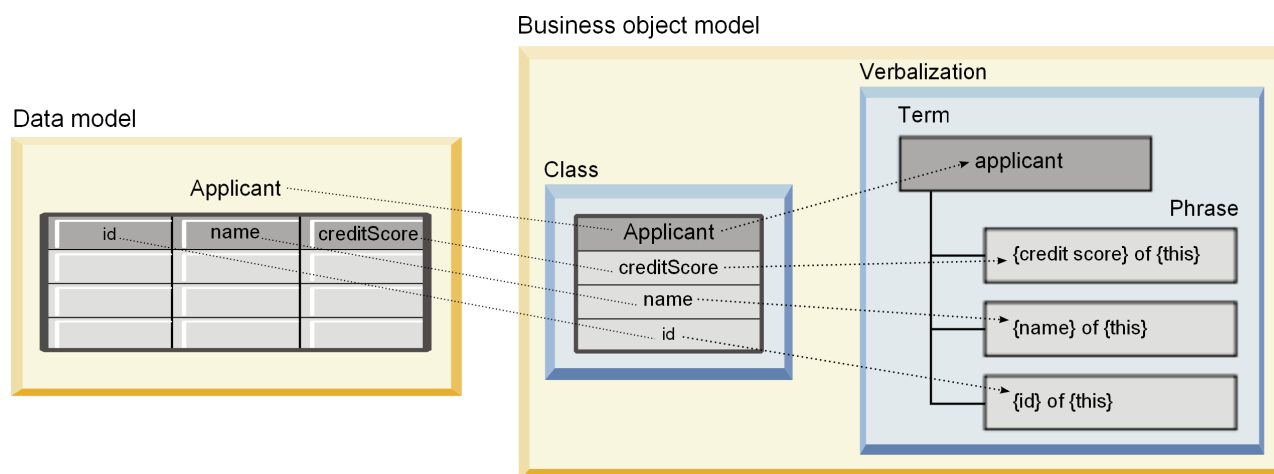 Business object model
Data model
Applicant
id name creditScore
Class
Applicant
creditScore
name
id
Verbalization
Term
applicant
Phrase
{credit score} of {this}
{name} of {this}
{id} of {this}